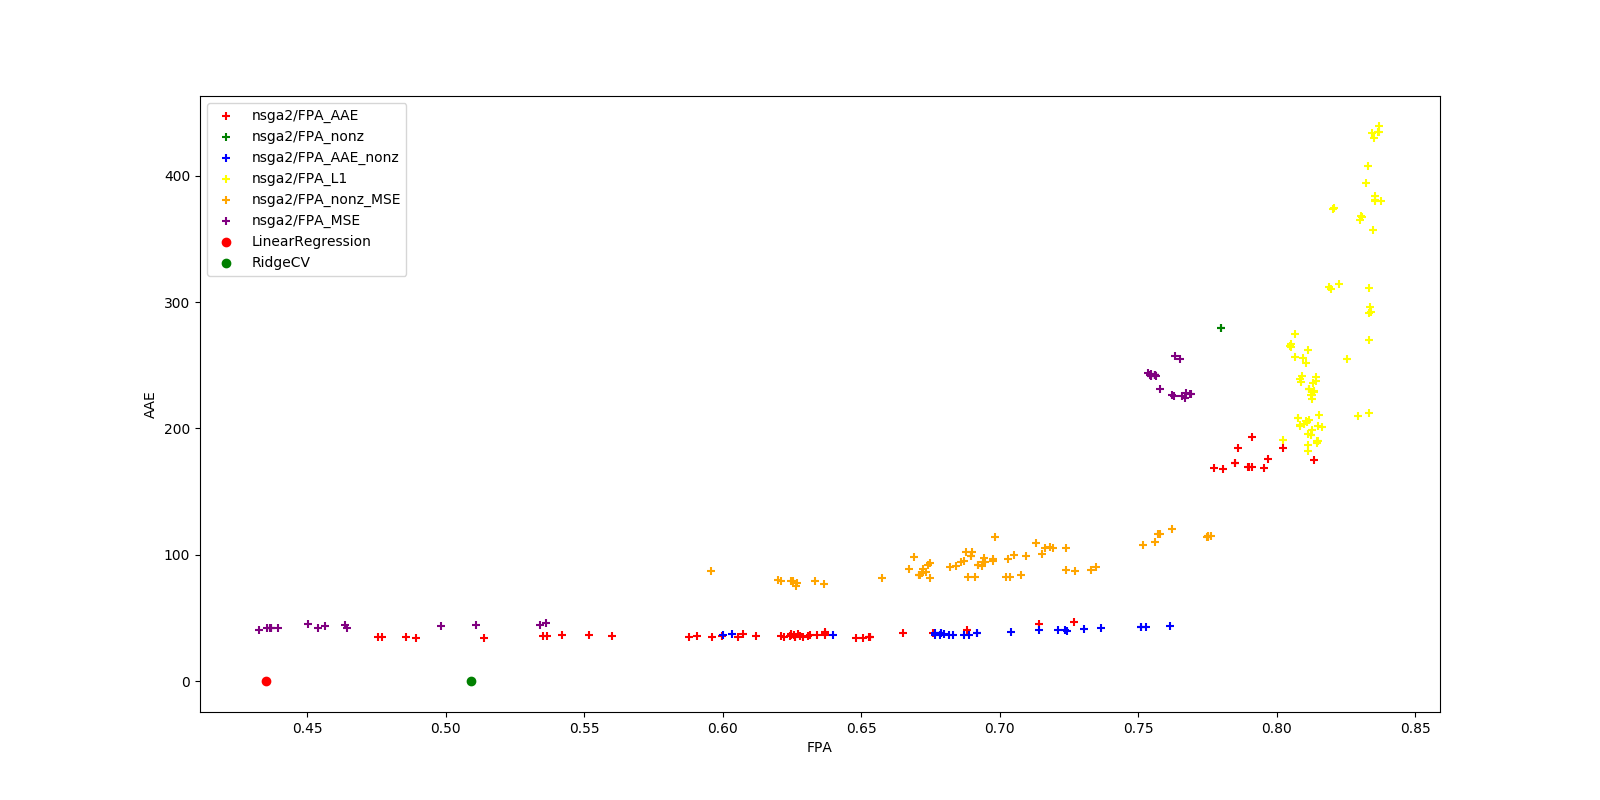 nsga2/FPA_AAE
nsga2/FPA_nonz
nsga2/FPA_AAE_nonz
nsga2/FPA_L1
nsga2/FPA_nonz_MSE
nsga2/FPA_MSE
LinearRegression
RidgeCV
400
300
200
100
0
AAE
0.45 0.50 0.55 0.60 0.65 0.70 0.75 0.80 0.85
FPA